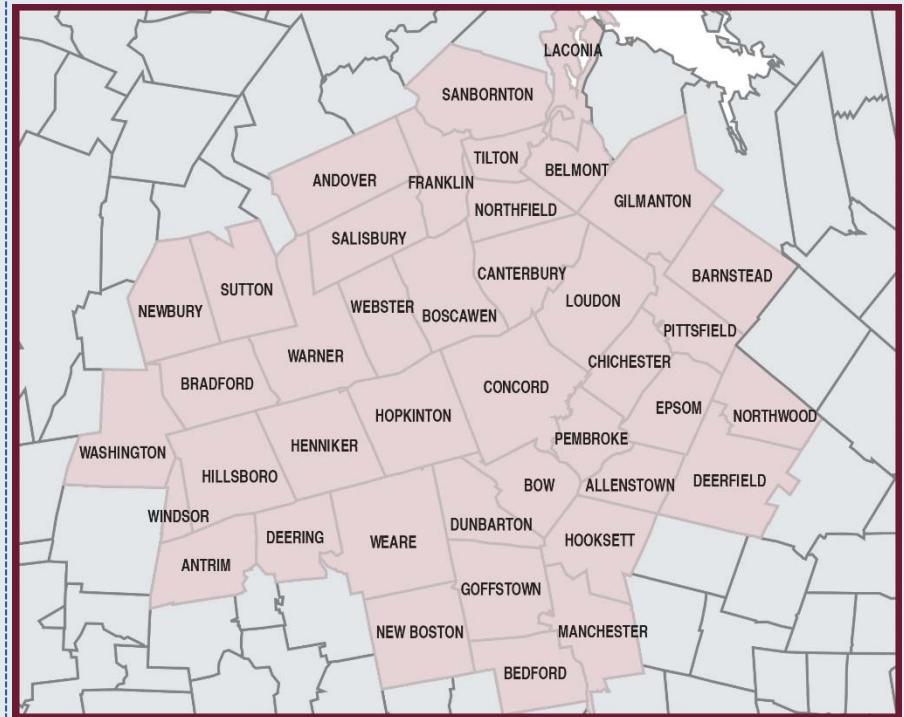 LACONIA
SANBORNTON
TILTON
BELMONT
ANDOVER
FRANKLIN
GILMANTON
NORTHFIELD
SALISBURY
CANTERBURY
BARNSTEAD
SUTTON
LOUDON
NEWBURY
WEBSTER
BOSCAWEN
PITTSFIELD
WARNER
CHICHESTER
BRADFORD
CONCORD
EPSOM
HOPKINTON
NORTHWOOD
HENNIKER
PEMBROKE
WASHINGTON
HILLSBORO
DEERFIELD
BOW
ALLENSTOWN
WINDSOR
DUNBARTON
DEERING
WEARE
HOOKSETT
ANTRIM
GOFFSTOWN
NEW BOSTON
MANCHESTER
BEDFORD